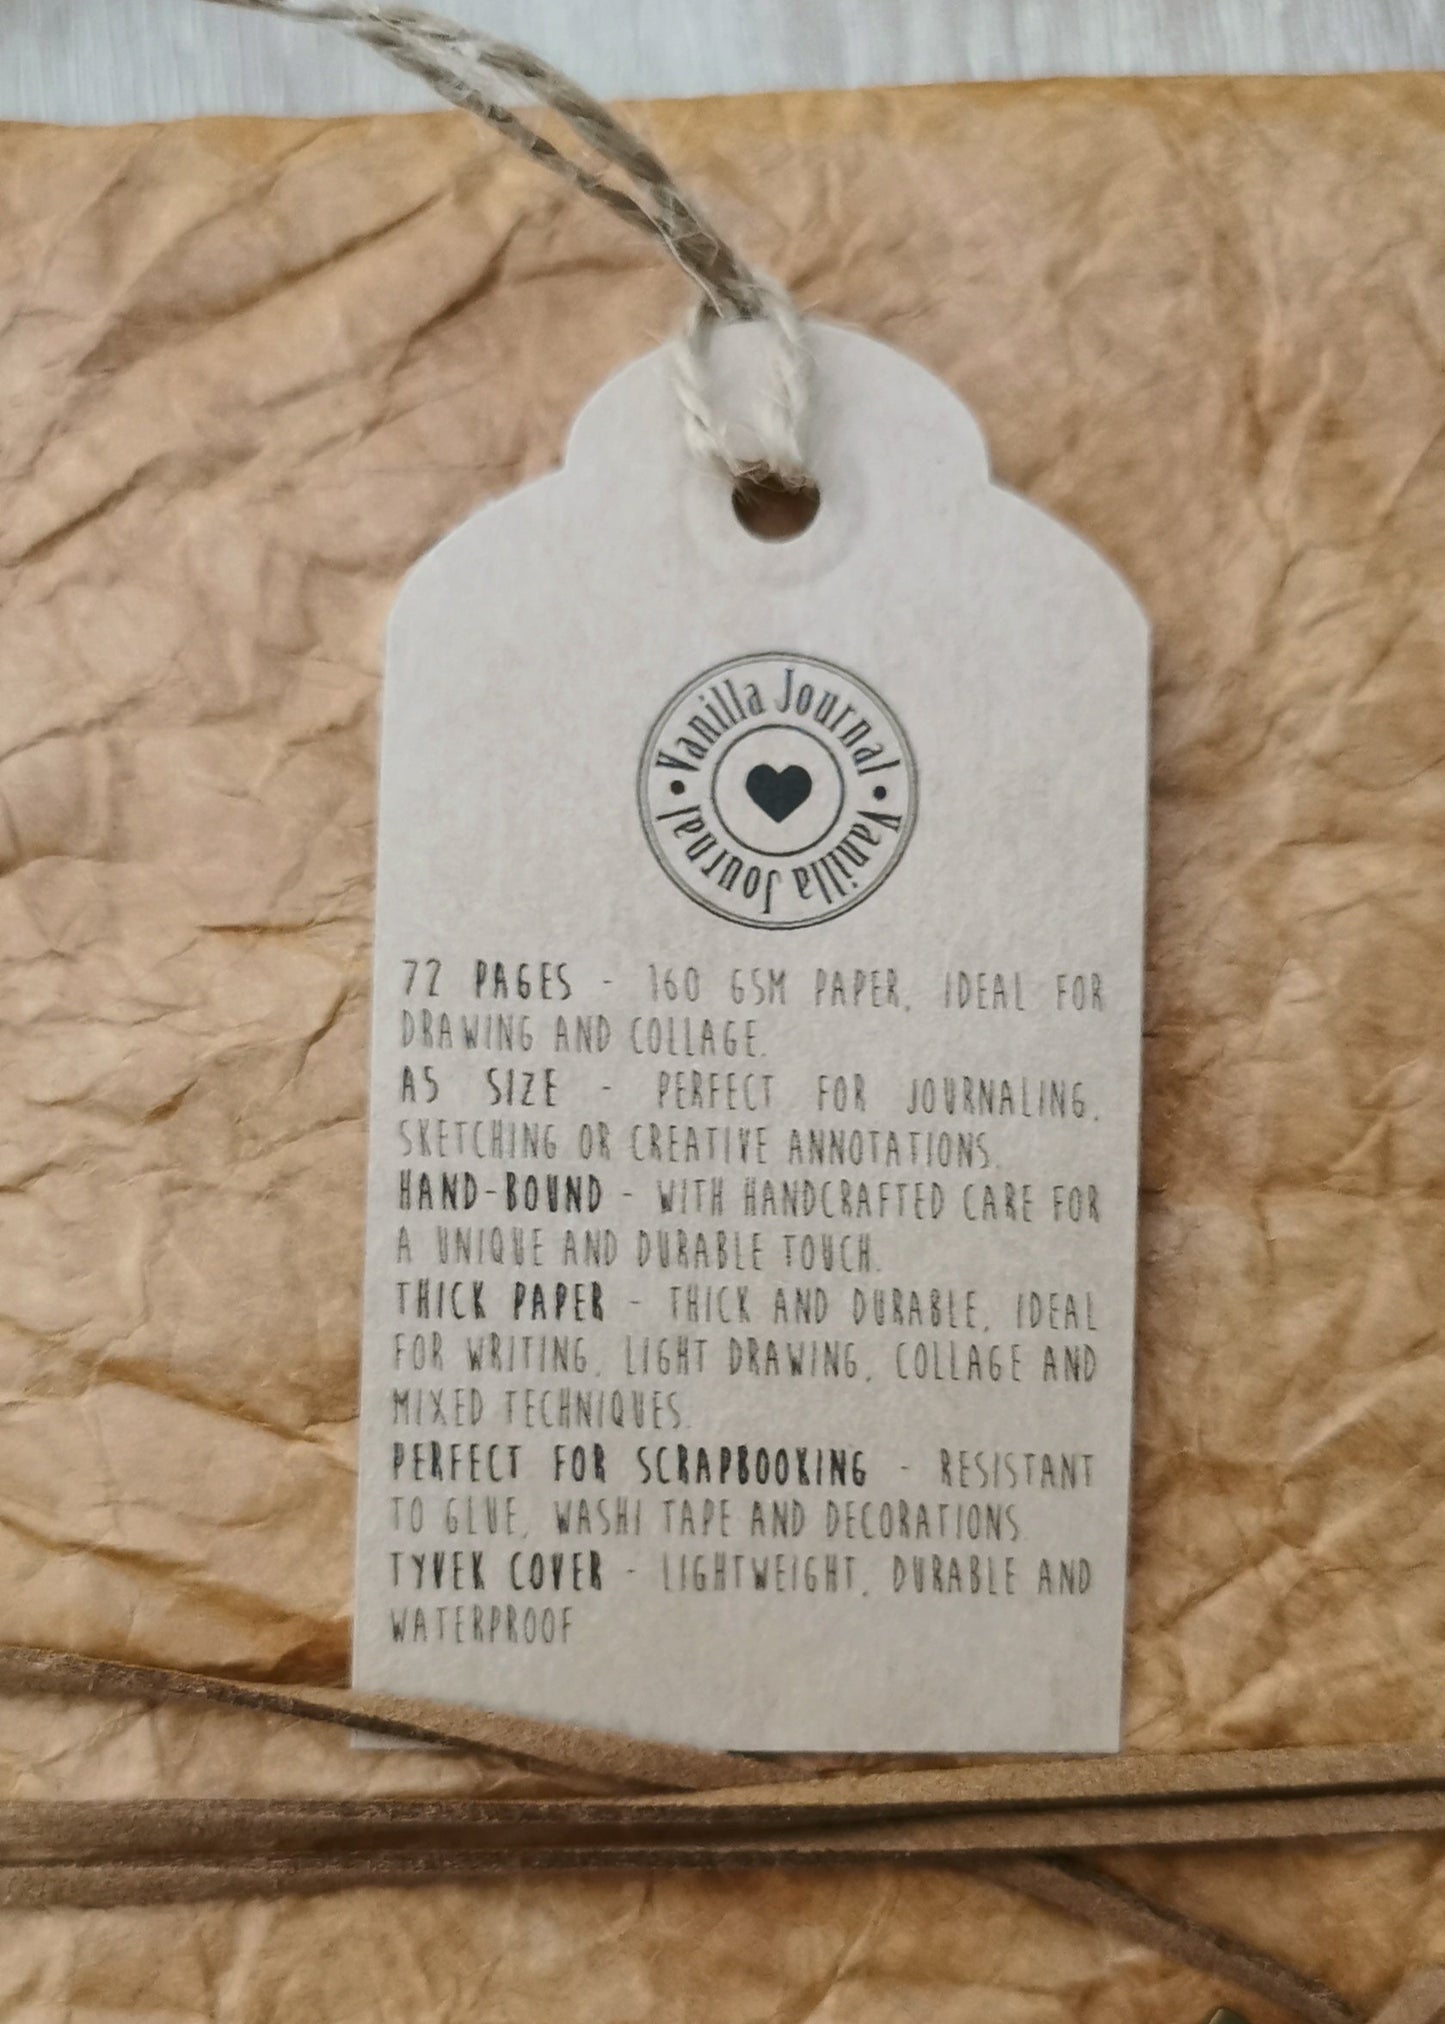 Vanilla Journal
Vanilla Journal
72 PAGES - 160 GSM PAPER, IDEAL FOR
DRAWING AND COLLAGE.
A5 SIZE - PERFECT FOR JOURNALING,
SKETCHING OR CREATIVE ANNOTATIONS.
HAND-BOUND - WITH HANDCRAFTED CARE FOR
A UNIQUE AND DURABLE TOUCH.
THICK PAPER - THICK AND DURABLE, IDEAL
FOR WRITING, LIGHT DRAWING, COLLAGE AND
MIXED TECHNIQUES.
PERFECT FOR SCRAPBOOKING - RESISTANT
TO GLUE, WASHI TAPE AND DECORATIONS
TYVEK COVER - LIGHTWEIGHT, DURABLE AND
WATERPROOF